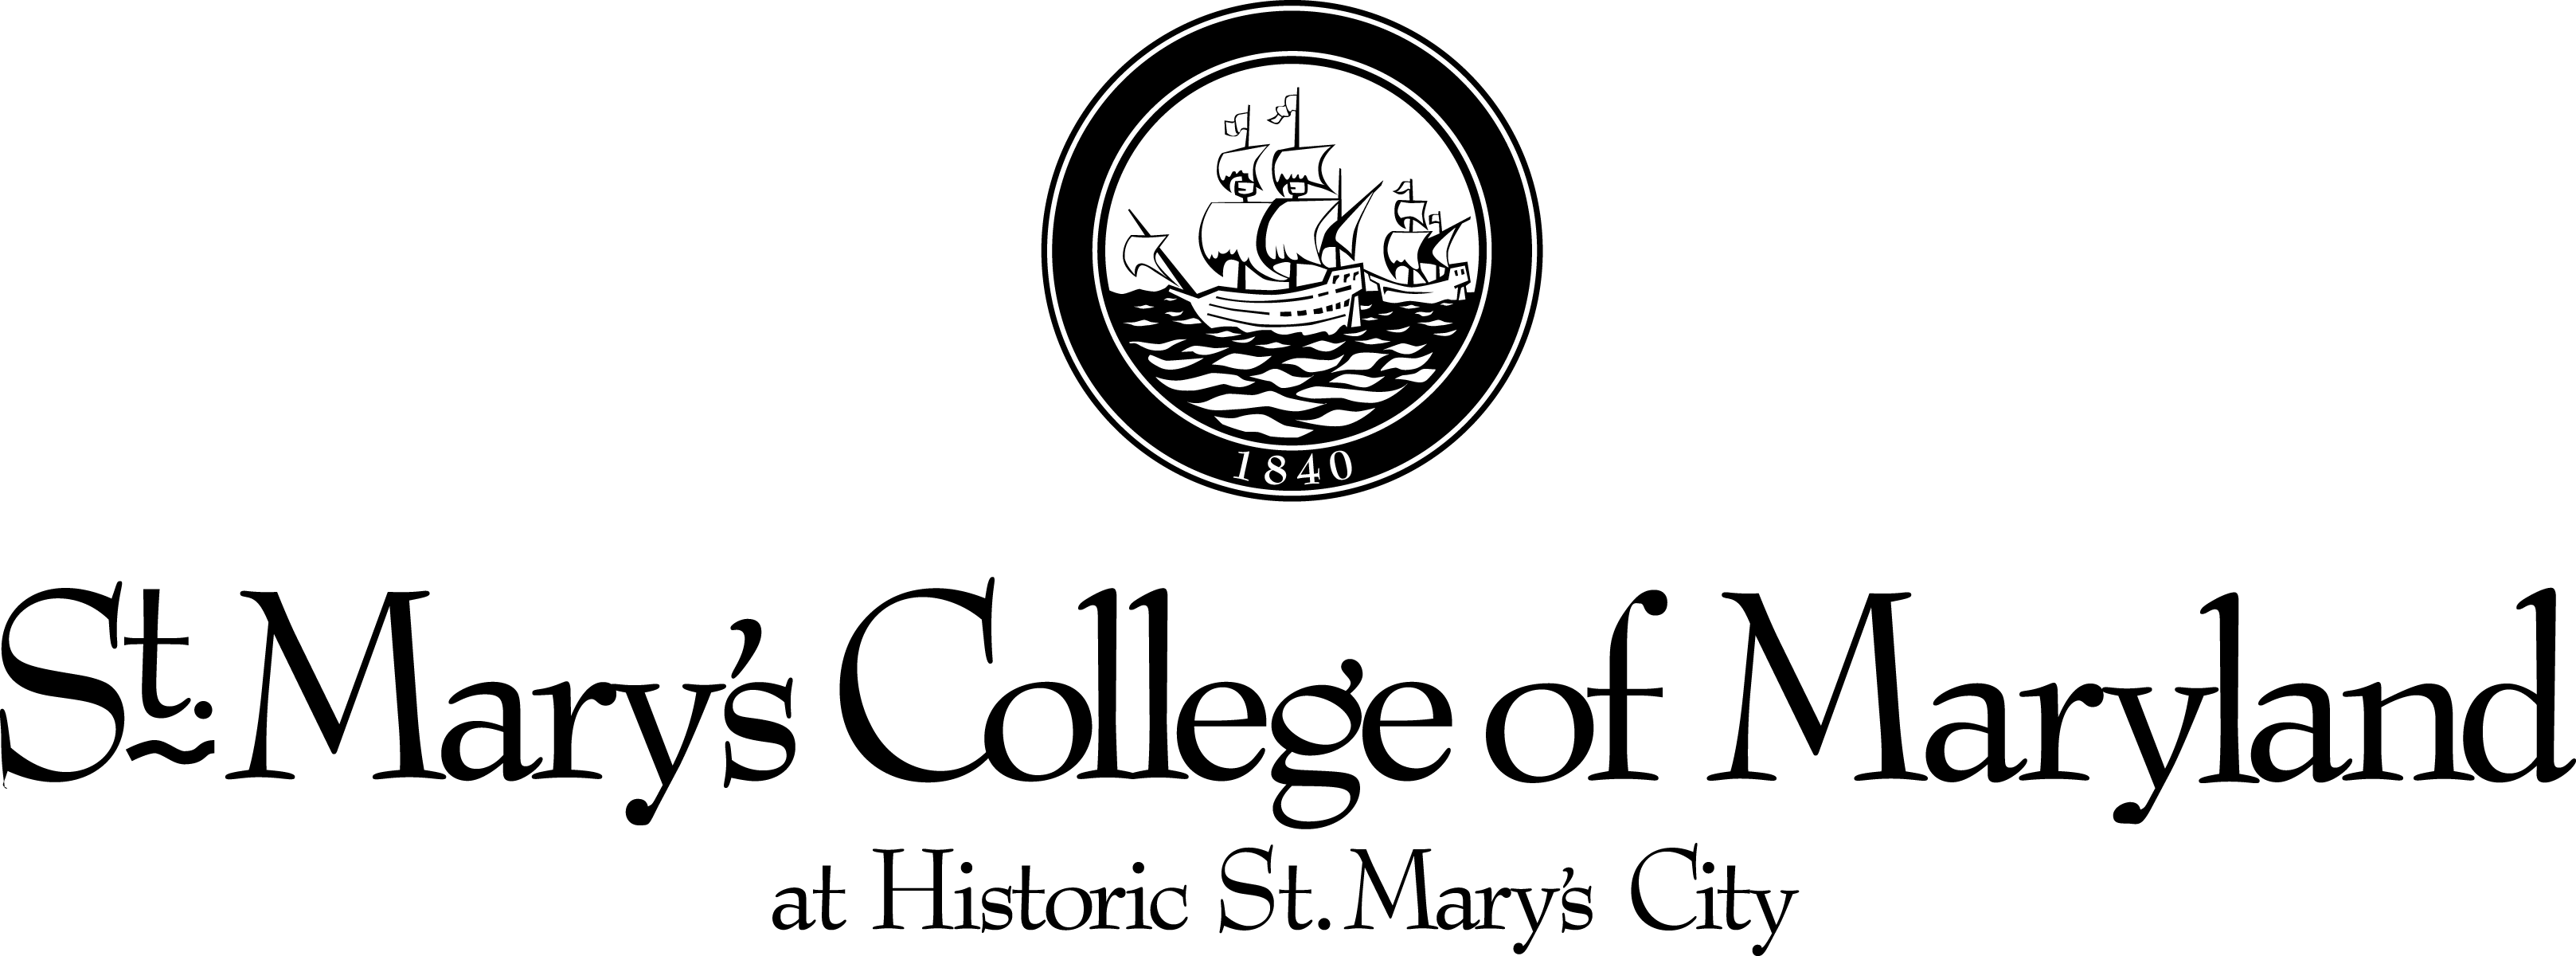 1840
St. Mary's College of Maryland
at Historic St. Mary's City